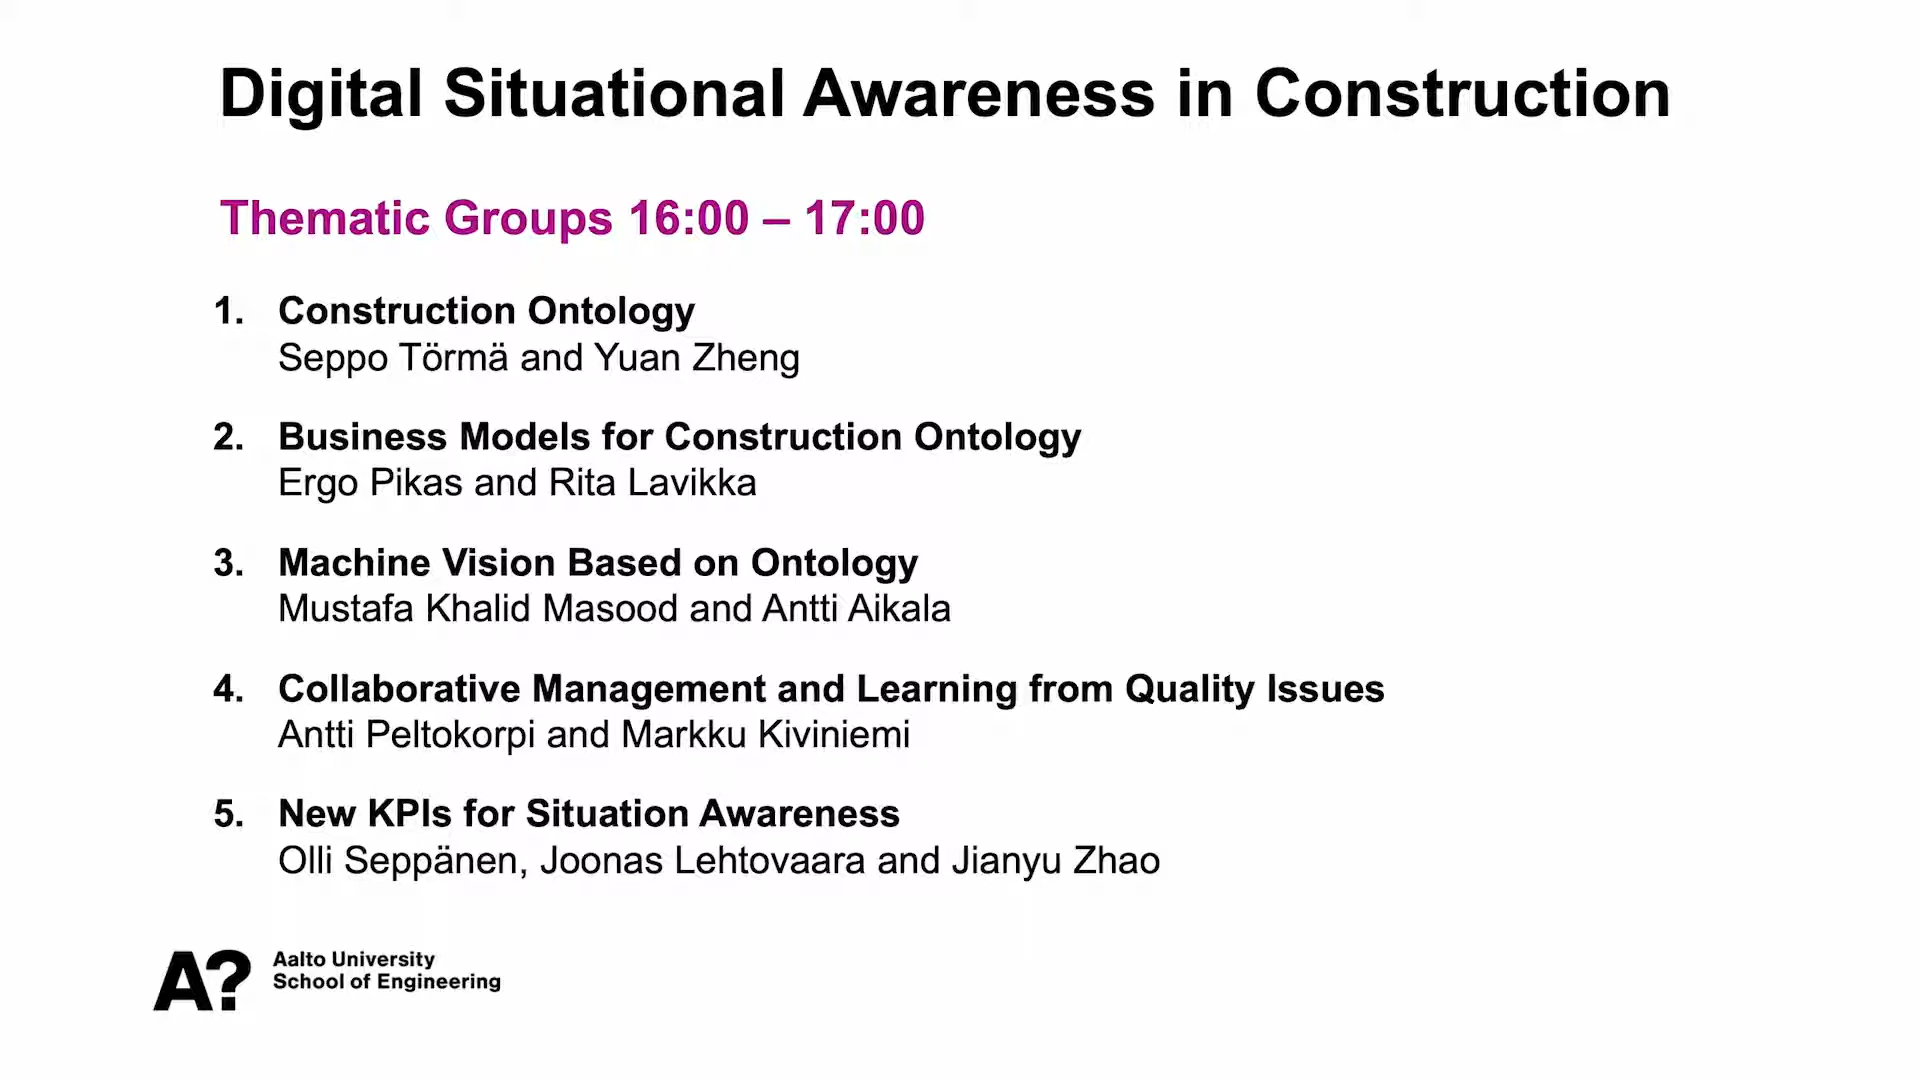 Digital Situational Awareness in Construction
Thematic Groups 16:00 – 17:00
1. Construction Ontology
Seppo Törmä and Yuan Zheng
2. Business Models for Construction Ontology
Ergo Pikas and Rita Lavikka
3. Machine Vision Based on Ontology
Mustafa Khalid Masood and Antti Aikala
4. Collaborative Management and Learning from Quality Issues
Antti Peltokorpi and Markku Kiviniemi
5. New KPIs for Situation Awareness
Olli Seppänen, Joonas Lehtovaara and Jianyu Zhao
A?
Aalto University
School of Engineering